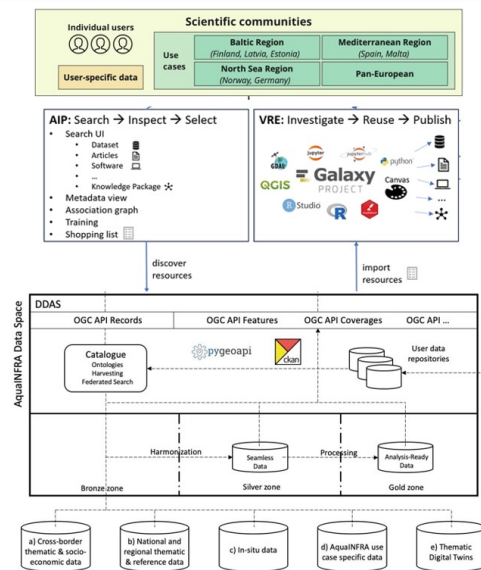 Scientific communities
Individual users
User-specific data
Use cases
Baltic Region
(Finland, Latvia, Estonia)
Mediterranean Region
(Spain, Malta)
North Sea Region
(Norway, Germany)
Pan-European
AIP: Search → Inspect → Select
• Search UI
• Dataset
• Articles
• Software
• ...
• Knowledge Package
• Metadata view
• Association graph
• Training
• Shopping list
VRE: Investigate → Reuse → Publish
GDAL
jupyter
jupyterhub
python
QGIS
Galaxy
PROJECT
Canvas
R Studio
R
...
discover
resources
import
resources
AquaINFRA Data Space
DDAS
OGC API Records
OGC API Features
OGC API Coverages
OGC API ...
Catalogue
Ontologies
Harvesting
Federated Search
pygeoapi
ckan
User data
repositories
Harmonization
Seamless
Data
Processing
Analysis-Ready
Data
Bronze zone
Silver zone
Gold zone
a) Cross-border
thematic & socio-
economic data
b) National and
regional thematic
& reference data
c) In-situ data
d) AquaINFRA use
case specific data
e) Thematic
Digital Twins